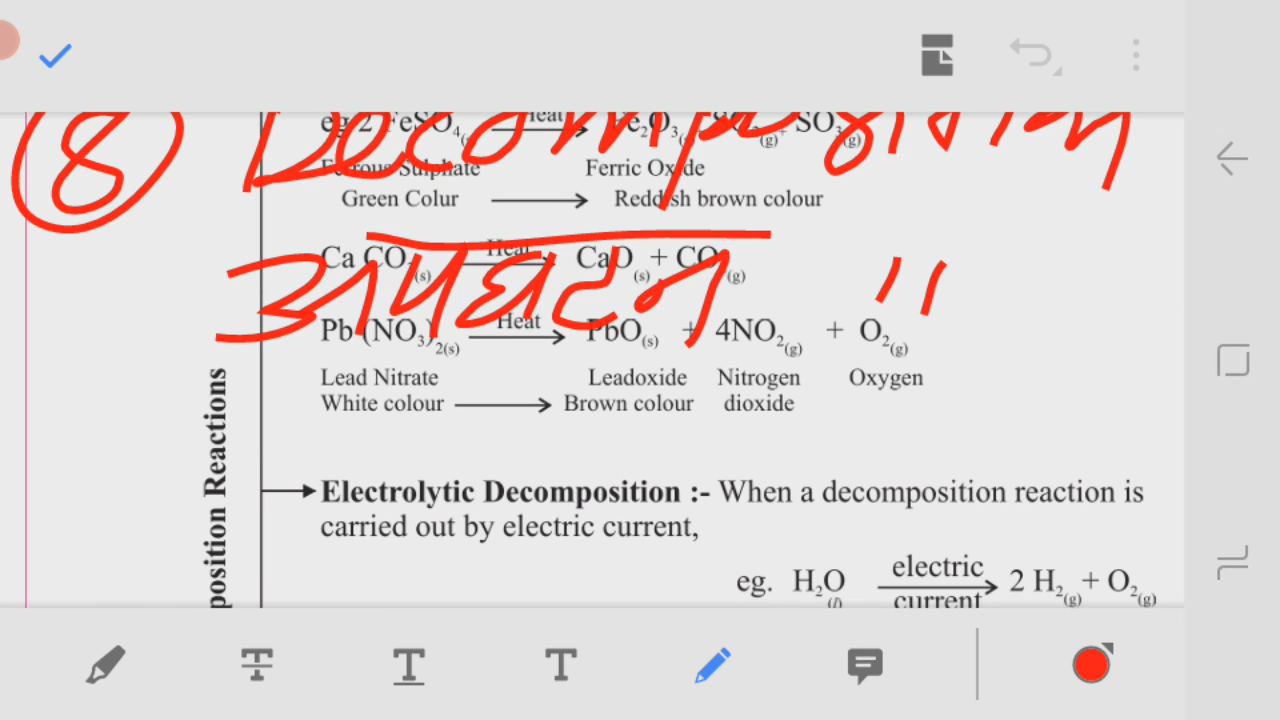 ⑧ Decomposition
eg 2 FeSO4 Heat Fe2O3 SO3(g)
(g)+
Ferrous Sulphate Ferric Oxide
Green Colur → Reddish brown colour
Ca CO3(s) Heat → CaO(s) + CO2(g)
अपघटन "
Pb (NO3)2(s) Heat → PbO(s) + 4NO2(g) + O2(g)
Lead Nitrate Leadoxide Nitrogen Oxygen
White colour → Brown colour dioxide
position Reactions
Electrolytic Decomposition :- When a decomposition reaction is
carried out by electric current,
eg. H2O(l) electric current → 2 H2(g) + O2(g)
T T T